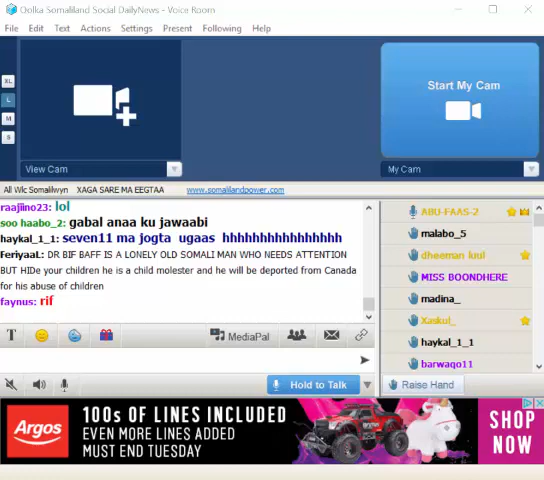 Qolka Somaliland Social DailyNews - Voice Room
File Edit Text Actions Settings Present Following Help
XL
L
M
S
Start My Cam
View Cam
My Cam
All Wlc Somalilwyn XAGA SARE MA EEGTAA www.somalilandpower.com
raajiino23: lol
soo haabo_2: gabal anaa ku jawaabi
haykal_1_1: seven11 ma jogta ugaas hhhhhhhhhhhhhhhh
FeriyaaL: DR BIF BAFF IS A LONELY OLD SOMALI MAN WHO NEEDS ATTENTION
BUT HIDe your children he is a child molester and he will be deported from Canada
for his abuse of children
faynus: rif
ABU-FAAS-2
malabo_5
dheeman luul
MISS BOONDHERE
madina_
Xaskul_
haykal_1_1
barwaqo11
T
MediaPal
Hold to Talk
Raise Hand
Argos
100s OF LINES INCLUDED
EVEN MORE LINES ADDED
MUST END TUESDAY
SHOP
NOW